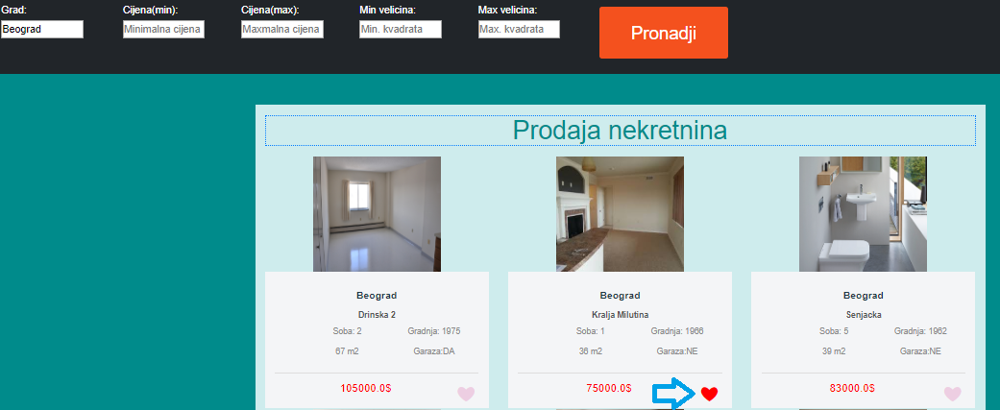 Grad: Cijena(min): Cijena(max): Min velicina: Max velicina:
Beograd Minimalna cijena Maxmalna cijena Min. kvadrata Max. kvadrata
Pronadji
Prodaja nekretnina
Beograd
Drinska 2
Soba: 2 Gradnja: 1975
67 m2 Garaza:DA
105000.0$
Beograd
Kralja Milutina
Soba: 1 Gradnja: 1966
36 m2 Garaza:NE
75000.0$
Beograd
Senjacka
Soba: 5 Gradnja: 1962
39 m2 Garaza:NE
83000.0$